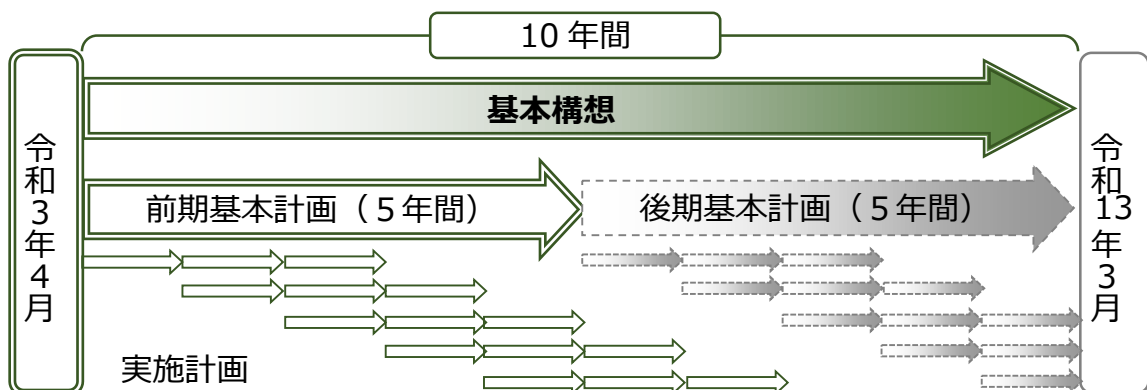 10 年間
基本構想
令和３年４月
前期基本計画（５年間）
後期基本計画（５年間）
令和13年３月
実施計画